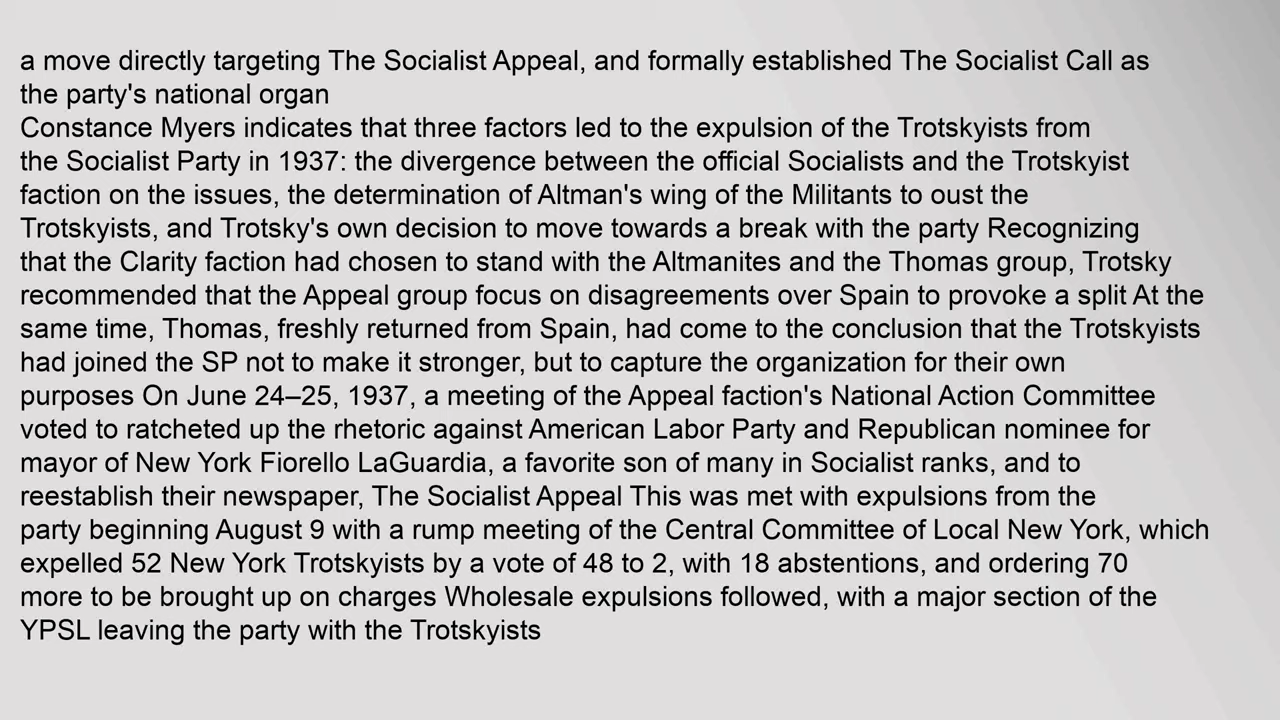 a move directly targeting The Socialist Appeal, and formally established The Socialist Call as
the party's national organ
Constance Myers indicates that three factors led to the expulsion of the Trotskyists from
the Socialist Party in 1937: the divergence between the official Socialists and the Trotskyist
faction on the issues, the determination of Altman's wing of the Militants to oust the
Trotskyists, and Trotsky's own decision to move towards a break with the party Recognizing
that the Clarity faction had chosen to stand with the Altmanites and the Thomas group, Trotsky
recommended that the Appeal group focus on disagreements over Spain to provoke a split At the
same time, Thomas, freshly returned from Spain, had come to the conclusion that the Trotskyists
had joined the SP not to make it stronger, but to capture the organization for their own
purposes On June 24–25, 1937, a meeting of the Appeal faction's National Action Committee
voted to ratcheted up the rhetoric against American Labor Party and Republican nominee for
mayor of New York Fiorello LaGuardia, a favorite son of many in Socialist ranks, and to
reestablish their newspaper, The Socialist Appeal This was met with expulsions from the
party beginning August 9 with a rump meeting of the Central Committee of Local New York, which
expelled 52 New York Trotskyists by a vote of 48 to 2, with 18 abstentions, and ordering 70
more to be brought up on charges Wholesale expulsions followed, with a major section of the
YPSL leaving the party with the Trotskyists